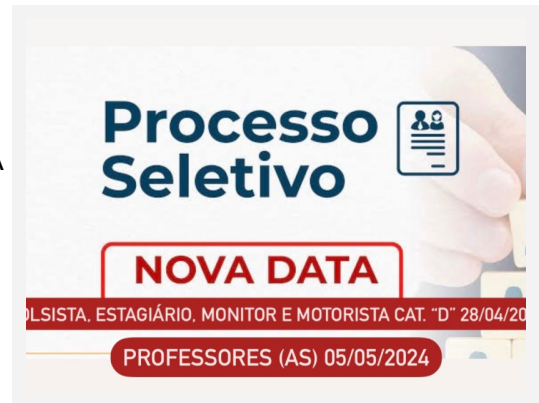 Processo
Seletivo
NOVA DATA
ESTAGIÁRIO, MONITOR E MOTORISTA CAT. "D" 28/04/
PROFESSORES (AS) 05/05/2024